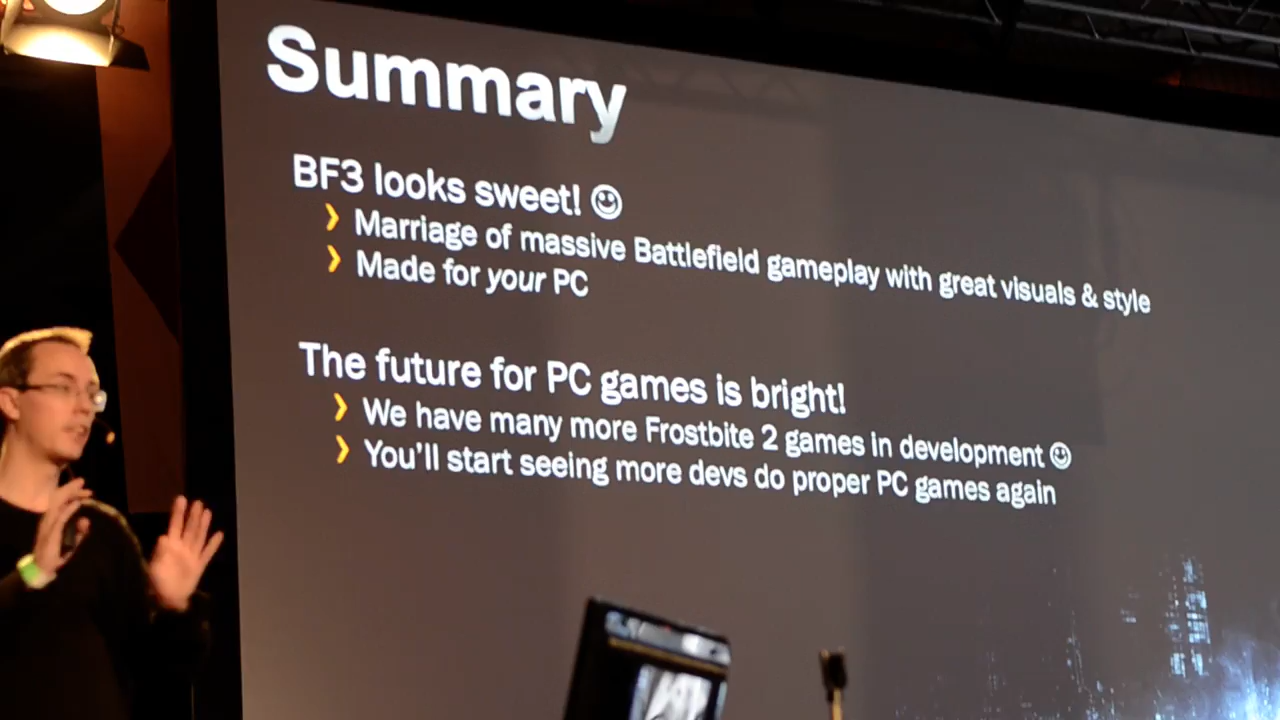 Summary
BF3 looks sweet! ☺
› Marriage of massive Battlefield gameplay with great visuals & style
› Made for your PC
The future for PC games is bright!
› We have many more Frostbite 2 games in development ☺
› You'll start seeing more devs do proper PC games again